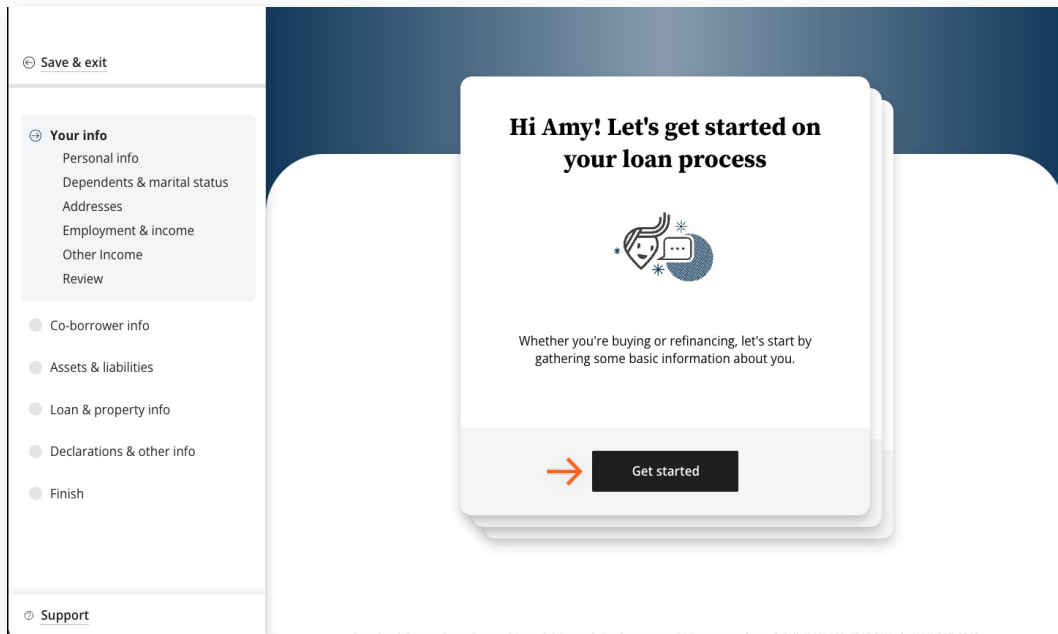 Save & exit
Your info
Personal info
Dependents & marital status
Addresses
Employment & income
Other Income
Review
Co-borrower info
Assets & liabilities
Loan & property info
Declarations & other info
Finish
Support
Hi Amy! Let's get started on
your loan process
Whether you're buying or refinancing, let's start by
gathering some basic information about you.
Get started